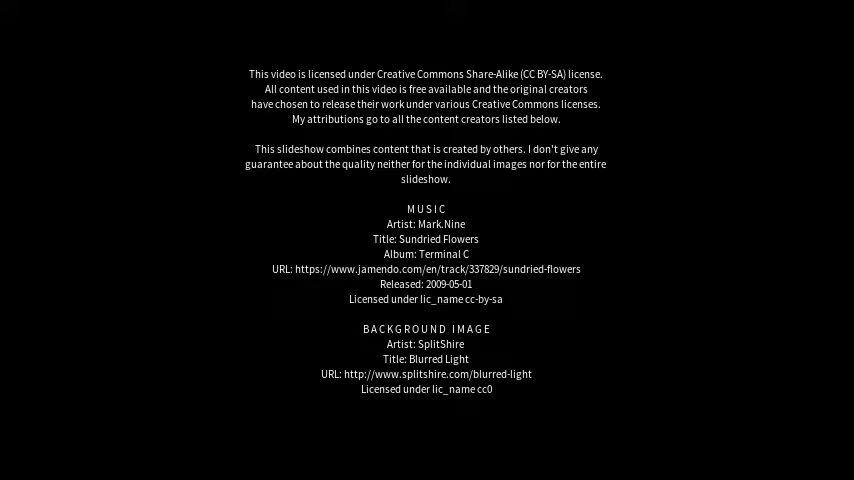 This video is licensed under Creative Commons Share-Alike (CC BY-SA) license.
All content used in this video is free available and the original creators
have chosen to release their work under various Creative Commons licenses.
My attributions go to all the content creators listed below.
This slideshow combines content that is created by others. I don't give any
guarantee about the quality neither for the individual images nor for the entire
slideshow.
MUSIC
Artist: Mark.Nine
Title: Sundried Flowers
Album: Terminal C
URL: https://www.jamendo.com/en/track/337829/sundried-flowers
Released: 2009-05-01
Licensed under lic_name cc-by-sa
BACKGROUND IMAGE
Artist: SplitShire
Title: Blurred Light
URL: http://www.splitshire.com/blurred-light
Licensed under lic_name cc0